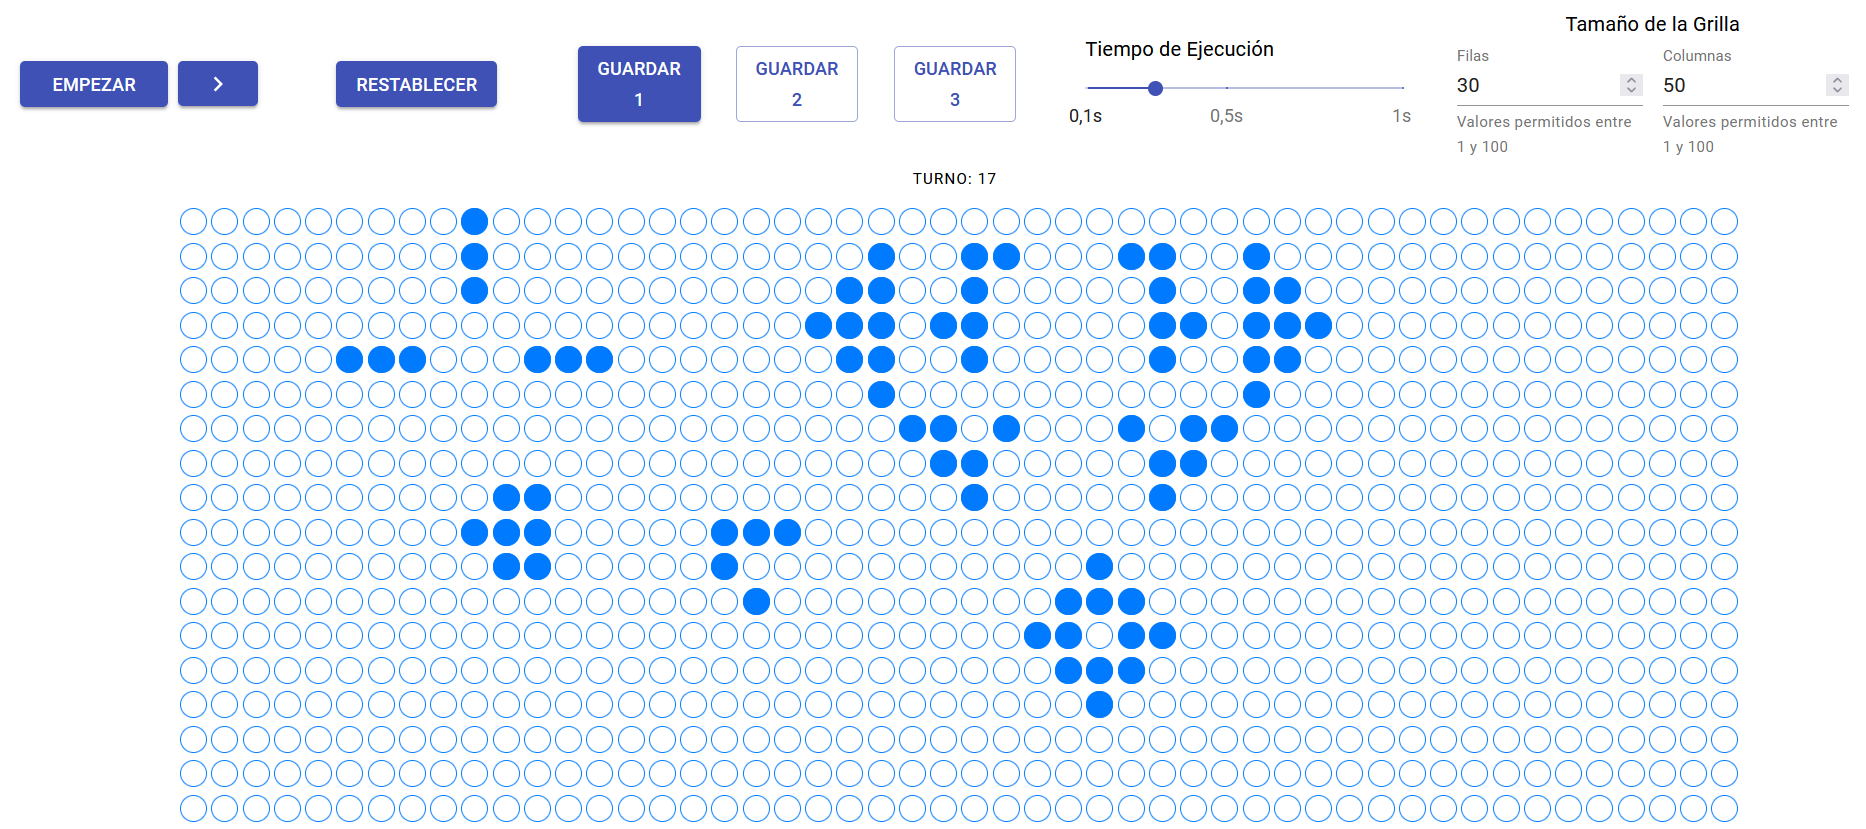 EMPEZAR
RESTABLECER
GUARDAR
1
GUARDAR
2
GUARDAR
3
Tiempo de Ejecución
0,1s
0,5s
1s
Tamaño de la Grilla
Filas
30
Valores permitidos entre
1 y 100
Columnas
50
Valores permitidos entre
1 y 100
TURNO: 17